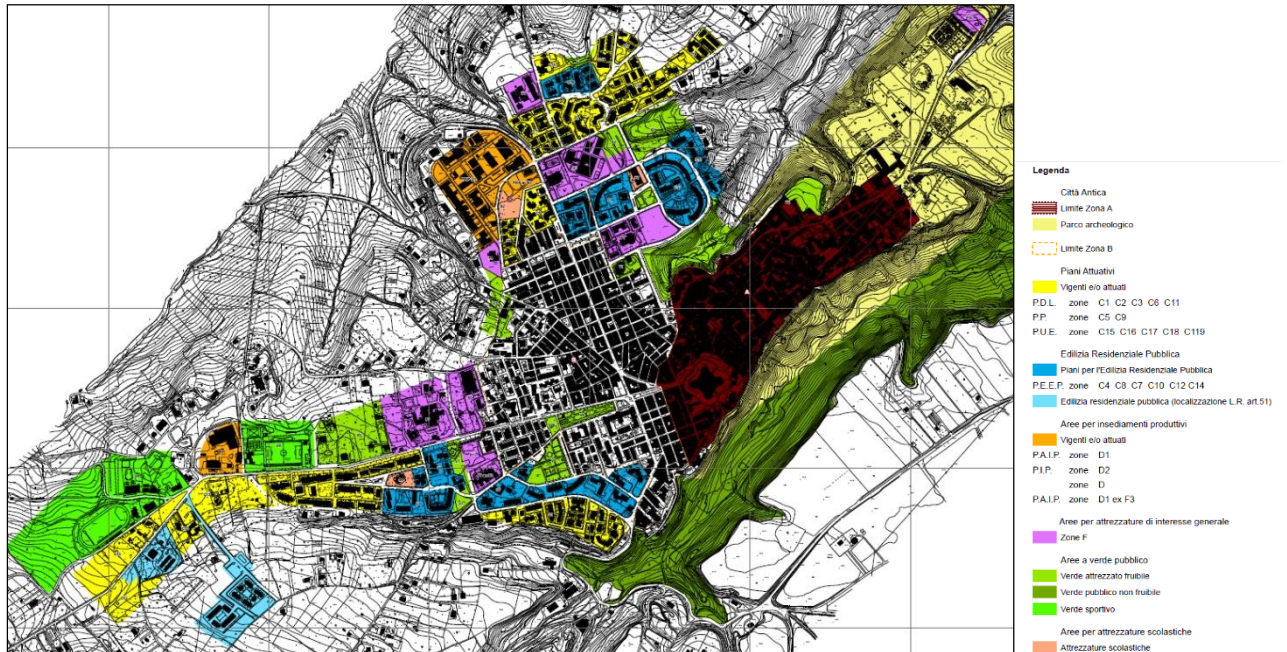 Legenda
Città Antica
Limite Zona A
Parco archeologico
Limite Zona B
Piani Attuativi
Vigenti e/o attuati
P.D.L. zone C1 C2 C3 C6 C11
P.P. zone C5 C9
P.U.E. zone C15 C16 C17 C18 C119
Edilizia Residenziale Pubblica
Piani per l'Edilizia Residenziale Pubblica
P.E.E.P. zone C4 C8 C7 C10 C12 C14
Edilizia residenziale pubblica (localizzazione L.R. art.51)
Aree per insediamenti produttivi
Vigenti e/o attuati
P.A.I.P. zone D1
P.I.P. zone D2
zone D
P.A.I.P. zone D1 ex F3
Aree per attrezzature di interesse generale
Zone F
Aree a verde pubblico
Verde attrezzato fruibile
Verde pubblico non fruibile
Verde sportivo
Aree per attrezzature scolastiche
Attrezzature scolastiche
A